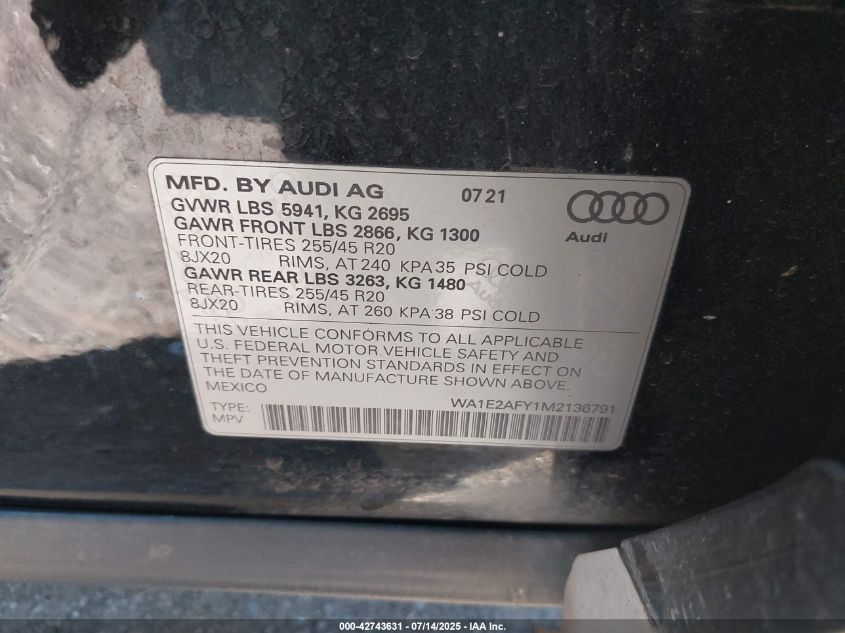 MFD. BY AUDI AG 07 21
GVWR LBS 5941, KG 2695
GAWR FRONT LBS 2866, KG 1300
FRONT-TIRES 255/45 R20
8JX20 RIMS, AT 240 KPA 35 PSI COLD
GAWR REAR LBS 3263, KG 1480
REAR-TIRES 255/45 R20
8JX20 RIMS, AT 260 KPA 38 PSI COLD
Audi
THIS VEHICLE CONFORMS TO ALL APPLICABLE
U.S. FEDERAL MOTOR VEHICLE SAFETY AND
THEFT PREVENTION STANDARDS IN EFFECT ON
THE DATE OF MANUFACTURE SHOWN ABOVE.
MEXICO
WA1E2AFY1M2136791
TYPE:
MPV
000-42743631 - 07/14/2025 - IAA Inc.